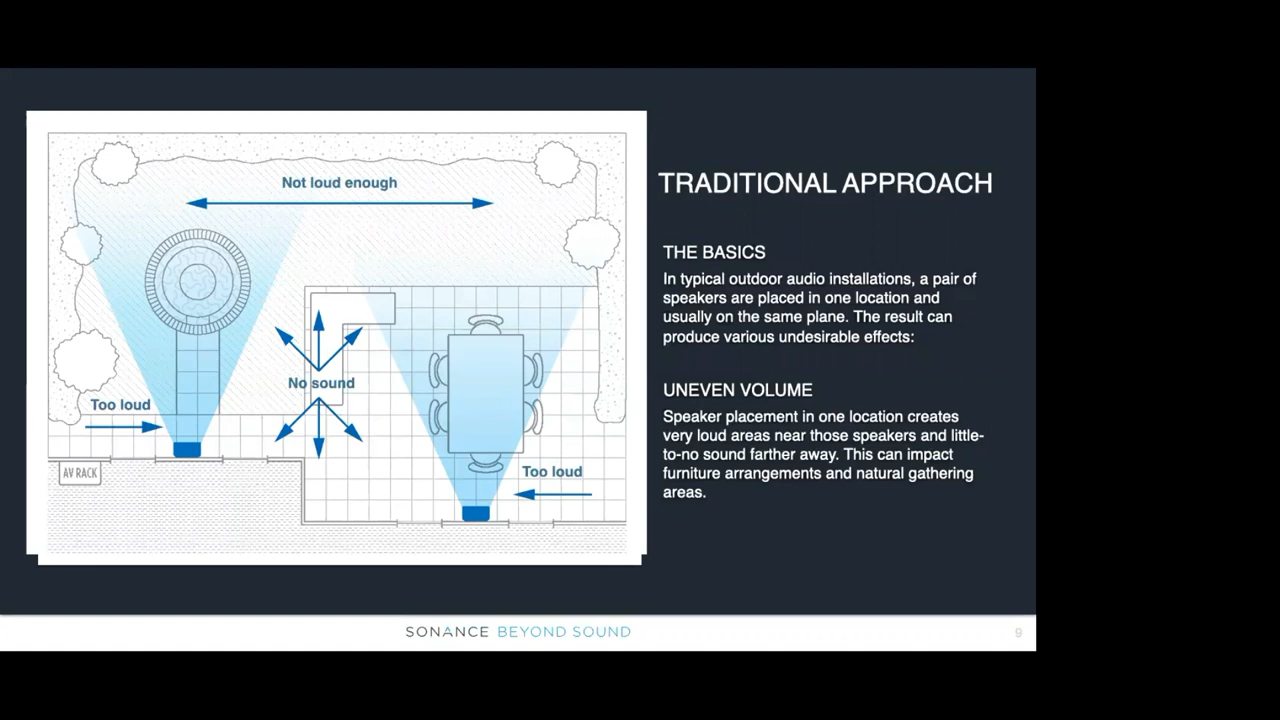 Not loud enough
No sound
Too loud
Too loud
AV RACK
TRADITIONAL APPROACH
THE BASICS
In typical outdoor audio installations, a pair of
speakers are placed in one location and
usually on the same plane. The result can
produce various undesirable effects:
UNEVEN VOLUME
Speaker placement in one location creates
very loud areas near those speakers and little-
to-no sound farther away. This can impact
furniture arrangements and natural gathering
areas.
SONANCE BEYOND SOUND
9